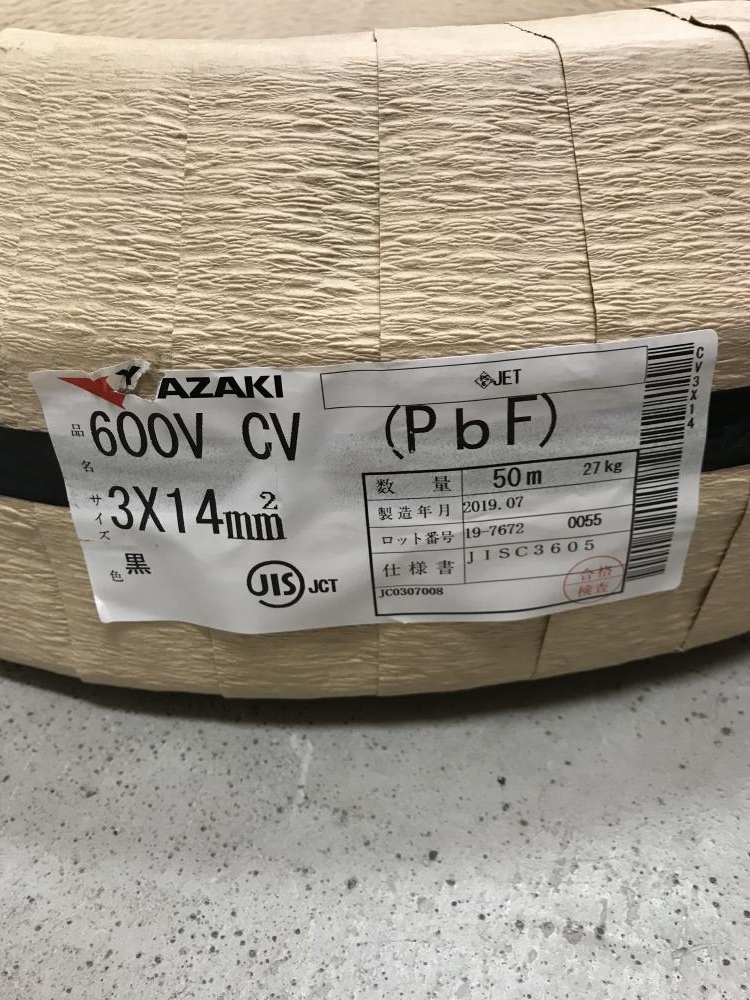 YAZAKI
PS E JET
品名 600V CV (PbF)
サイズ 3X14mm²
色 黒
JIS JCT
数量 50m 27kg
製造年月 2019.07
ロット番号 19-7672 0055
仕様書 JISC3605
JC0307008
合格
検査
CV3X14